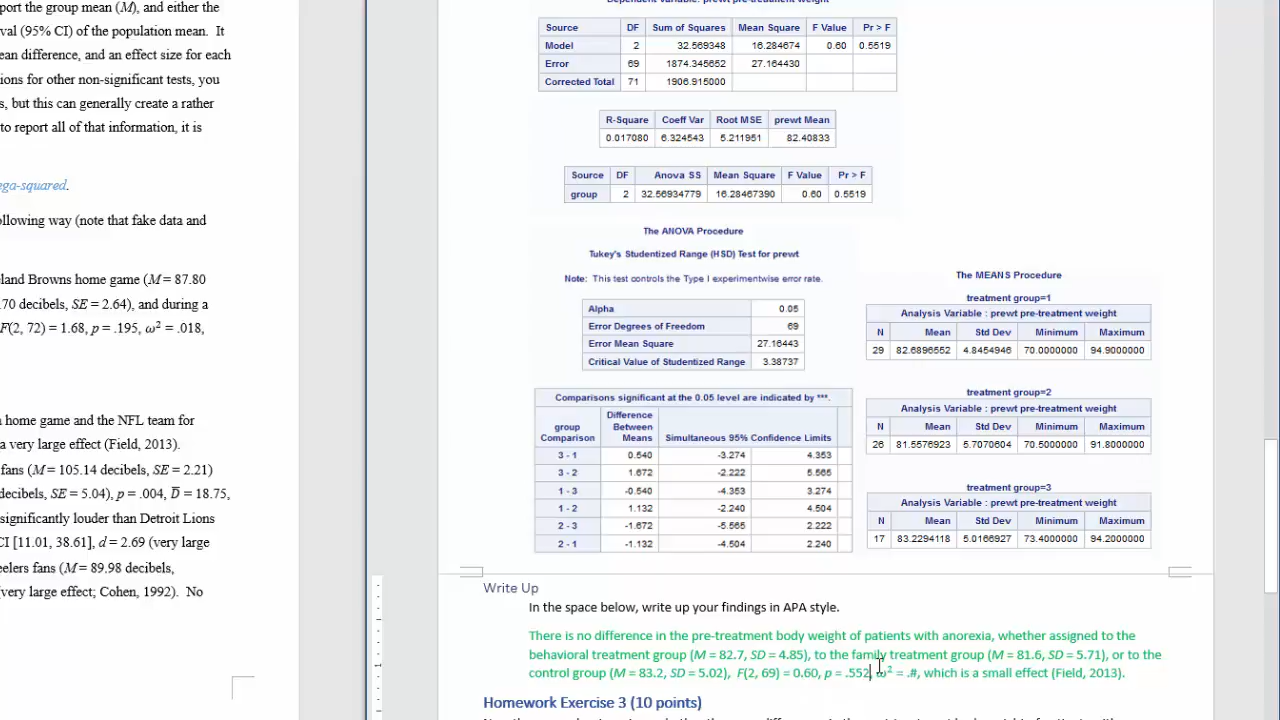 port the group mean (M), and either the
val (95% CI) of the population mean. It
ean difference, and an effect size for each
ions for other non-significant tests, you
s, but this can generally create a rather
to report all of that information, it is
ega-squared.
ollowing way (note that fake data and
eland Browns home game (M = 87.80
.70 decibels, SE = 2.64), and during a
F(2, 72) = 1.68, p = .195, ω² = .018,
n home game and the NFL team for
a very large effect (Field, 2013).
fans (M = 105.14 decibels, SE = 2.21)
decibels, SE = 5.04), p = .004, D̅ = 18.75,
significantly louder than Detroit Lions
CI [11.01, 38.61], d = 2.69 (very large
eelers fans (M = 89.98 decibels,
very large effect; Cohen, 1992). No
Dependent Variable: prewt pre-treatment weight
Source DF Sum of Squares Mean Square F Value Pr > F
Model 2 32.569348 16.284674 0.60 0.5519
Error 69 1874.345652 27.164430
Corrected Total 71 1906.915000
R-Square Coeff Var Root MSE prewt Mean
0.017080 6.324543 5.211951 82.40833
Source DF Anova SS Mean Square F Value Pr > F
group 2 32.56934779 16.28467390 0.60 0.5519
The ANOVA Procedure
Tukey's Studentized Range (HSD) Test for prewt
Note: This test controls the Type I experimentwise error rate.
Alpha 0.05
Error Degrees of Freedom 69
Error Mean Square 27.16443
Critical Value of Studentized Range 3.38737
Comparisons significant at the 0.05 level are indicated by ***.
group Comparison Difference Between Means Simultaneous 95% Confidence Limits
3 - 1 0.540 -3.274 4.353
3 - 2 1.672 -2.222 5.565
1 - 3 -0.540 -4.353 3.274
1 - 2 1.132 -2.240 4.504
2 - 3 -1.672 -5.565 2.222
2 - 1 -1.132 -4.504 2.240
The MEANS Procedure
treatment group=1
Analysis Variable : prewt pre-treatment weight
N Mean Std Dev Minimum Maximum
29 82.6896552 4.8454946 70.0000000 94.9000000
treatment group=2
Analysis Variable : prewt pre-treatment weight
N Mean Std Dev Minimum Maximum
26 81.5576923 5.7070604 70.5000000 91.8000000
treatment group=3
Analysis Variable : prewt pre-treatment weight
N Mean Std Dev Minimum Maximum
17 83.2294118 5.0166927 73.4000000 94.2000000
Write Up
In the space below, write up your findings in APA style.
There is no difference in the pre-treatment body weight of patients with anorexia, whether assigned to the
behavioral treatment group (M = 82.7, SD = 4.85), to the family treatment group (M = 81.6, SD = 5.71), or to the
control group (M = 83.2, SD = 5.02), F(2, 69) = 0.60, p = .552, ω² = .#, which is a small effect (Field, 2013).
Homework Exercise 3 (10 points)